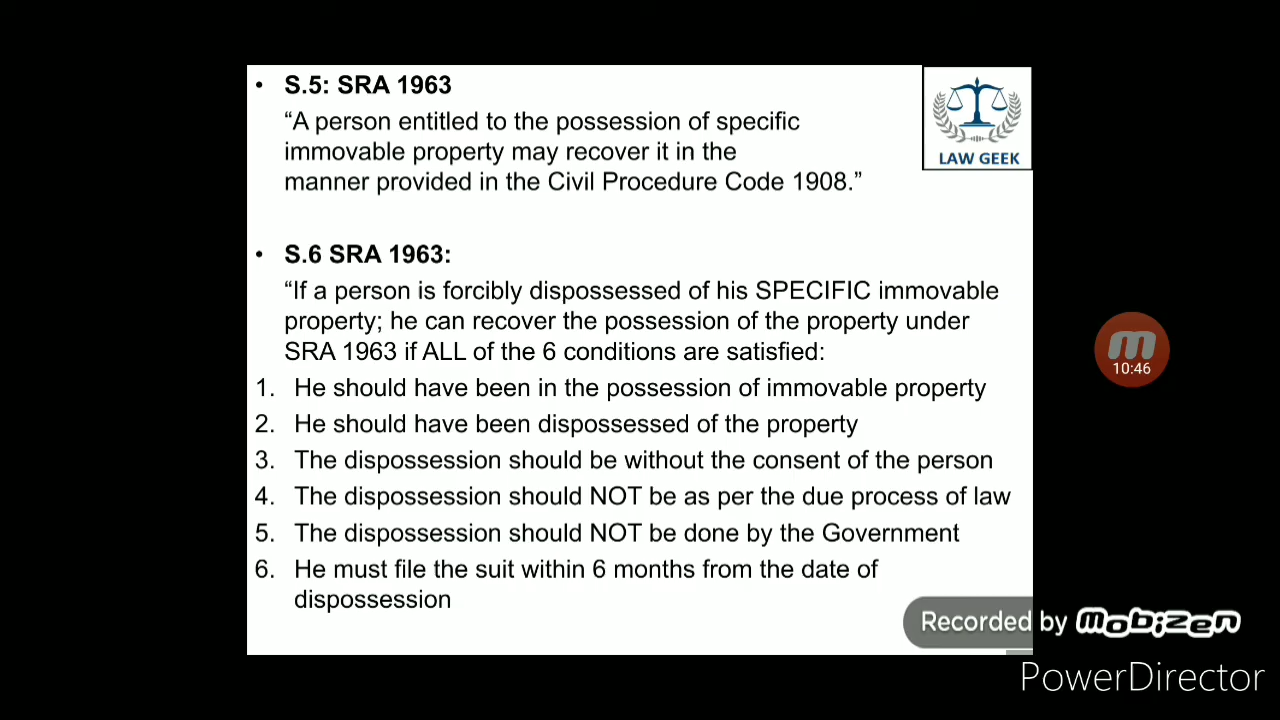 • S.5: SRA 1963
“A person entitled to the possession of specific
immovable property may recover it in the
manner provided in the Civil Procedure Code 1908.”
LAW GEEK
• S.6 SRA 1963:
“If a person is forcibly dispossessed of his SPECIFIC immovable
property; he can recover the possession of the property under
SRA 1963 if ALL of the 6 conditions are satisfied:
1. He should have been in the possession of immovable property
2. He should have been dispossessed of the property
3. The dispossession should be without the consent of the person
4. The dispossession should NOT be as per the due process of law
5. The dispossession should NOT be done by the Government
6. He must file the suit within 6 months from the date of
dispossession
m
10:46
Recorded by mobizen
PowerDirector